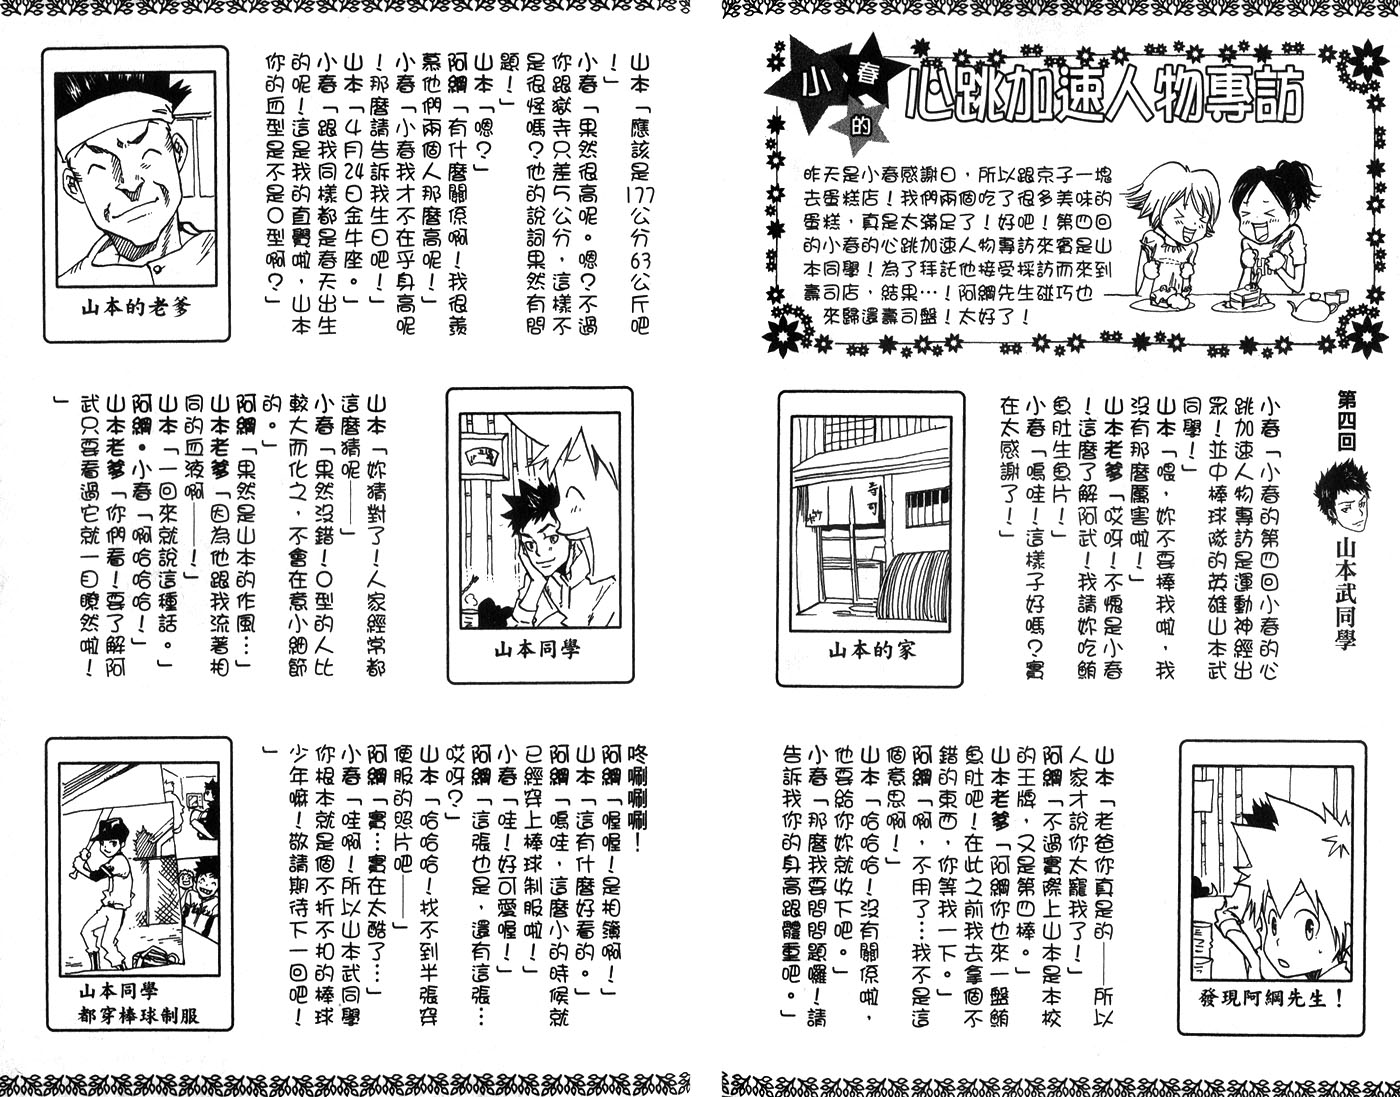 小春的
心跳加速人物專訪
昨天是小春感謝日，所以跟京子一塊
去蛋糕店！我們兩個吃了很多美味的
蛋糕，真是太滿足了！好吧！第四回
的小春的心跳加速人物專訪來賓是山
本同學！為了拜託他接受採訪而來到
壽司店，結果…！阿綱先生碰巧也
來歸還壽司盤！太好了！
第四回
山本武同學
小春「小春的第四回小春的心
跳加速人物專訪是運動神經出
眾！並中棒球隊的英雄山本武
同學！」
山本「喂，妳不要捧我啦，我
沒有那麼厲害啦！」
山本老爹「哎呀！不愧是小春
！這麼了解阿武！我請妳吃鮪
魚肚生魚片！」
小春「嗚哇！這樣子好嗎？實
在太感謝了！」
壽司
山本的家
發現阿綱先生！
山本「老爸你真是的——所以
人家才說你太寵我了！」
阿綱「不過實際上山本是本校
的王牌，又是第四棒。」
山本老爹「阿綱你也來一盤鮪
魚肚吧！在此之前我去拿個不
錯的東西，你等我一下。」
阿綱「啊，不用了…我不是這
個意思啊！」
山本「哈哈哈！沒有關係啦，
他要給你妳就收下吧。」
小春「那麼我要問問題囉！請
告訴我你的身高跟體重吧。」
山本「應該是177公分63公斤吧
！」
小春「果然很高呢。嗯？不過
你跟獄寺只差5公分，這樣不
是很怪嗎？他的說詞果然有問
題！」
山本「嗯？」
阿綱「有什麼關係啊！我很羨
慕他們兩個人那麼高呢！」
小春「小春我才不在乎身高呢
！那麼請告訴我生日吧！」
山本「4月24日金牛座。」
小春「跟我同樣都是春天出生
的呢！這是我的直覺啦，山本
你的血型是不是O型啊？」
山本的老爹
山本同學
山本「妳猜對了！人家經常都
這麼猜呢——」
小春「果然沒錯！O型的人比
較大而化之，不會在意小細節
的。」
阿綱「果然是山本的作風…」
山本老爹「因為他跟我流著相
同的血液啊——！」
山本「一回來就說這種話。」
阿綱•小春「啊哈哈哈！」
山本老爹「你們看！要了解阿
武只要看過它就一目瞭然啦！
」
咚唰唰！
阿綱「喔喔！是相簿啊！」
山本「這有什麼好看的。」
阿綱「嗚哇，這麼小的時候就
已經穿上棒球制服啦！」
小春「哇！好可愛喔！」
阿綱「這張也是，還有這張…
哎呀？」
山本「哈哈哈！找不到半張穿
便服的照片吧——」
阿綱「實…實在太酷了…」
小春「哇啊！所以山本武同學
你根本就是個不折不扣的棒球
少年嘛！敬請期待下一回吧！
」
山本同學
都穿棒球制服